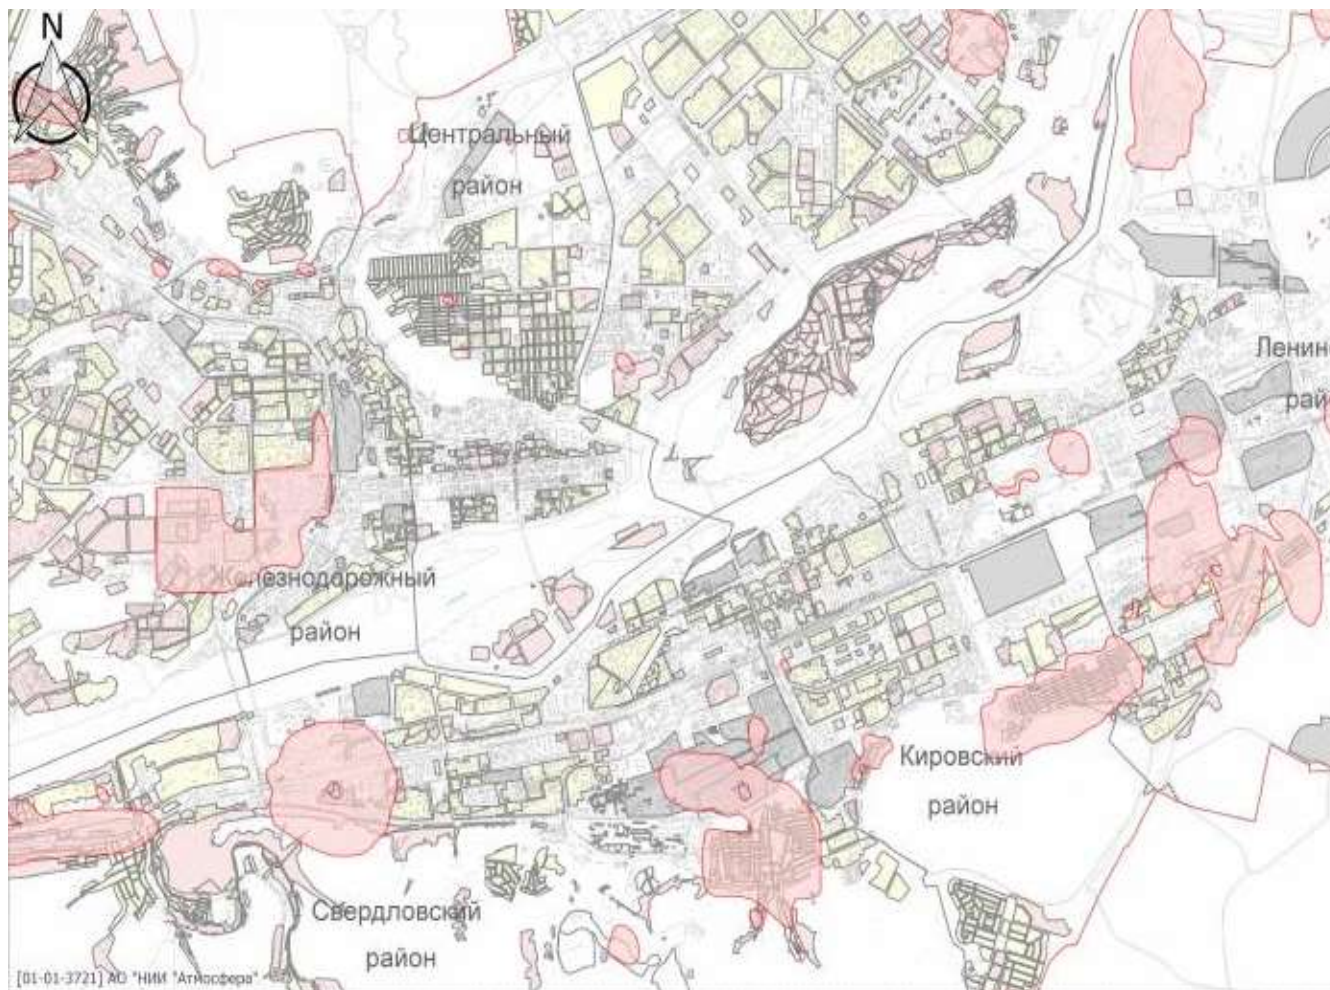 N
Центральный
район
Ленин
рай
Железнодорожный
район
Кировский
район
Свердловский
район
[01-01-3721] АО "НИИ "Атмосфера"